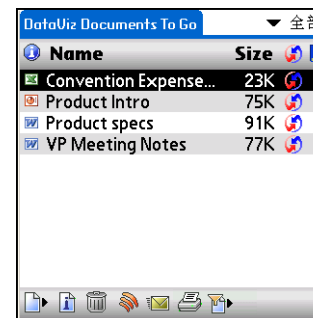 DataViz Documents To Go 全部
Name Size
Convention Expense... 23K
Product Intro 75K
Product specs 91K
VP Meeting Notes 77K